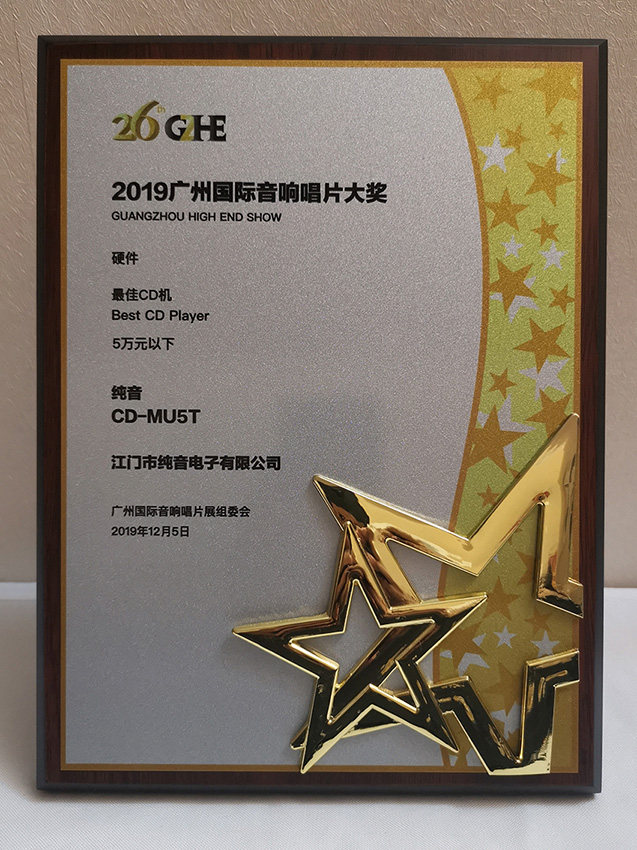 26th GZHE
2019广州国际音响唱片大奖
GUANGZHOU HIGH END SHOW
硬件
最佳CD机
Best CD Player
5万元以下
纯音
CD-MU5T
江门市纯音电子有限公司
广州国际音响唱片展组委会
2019年12月5日